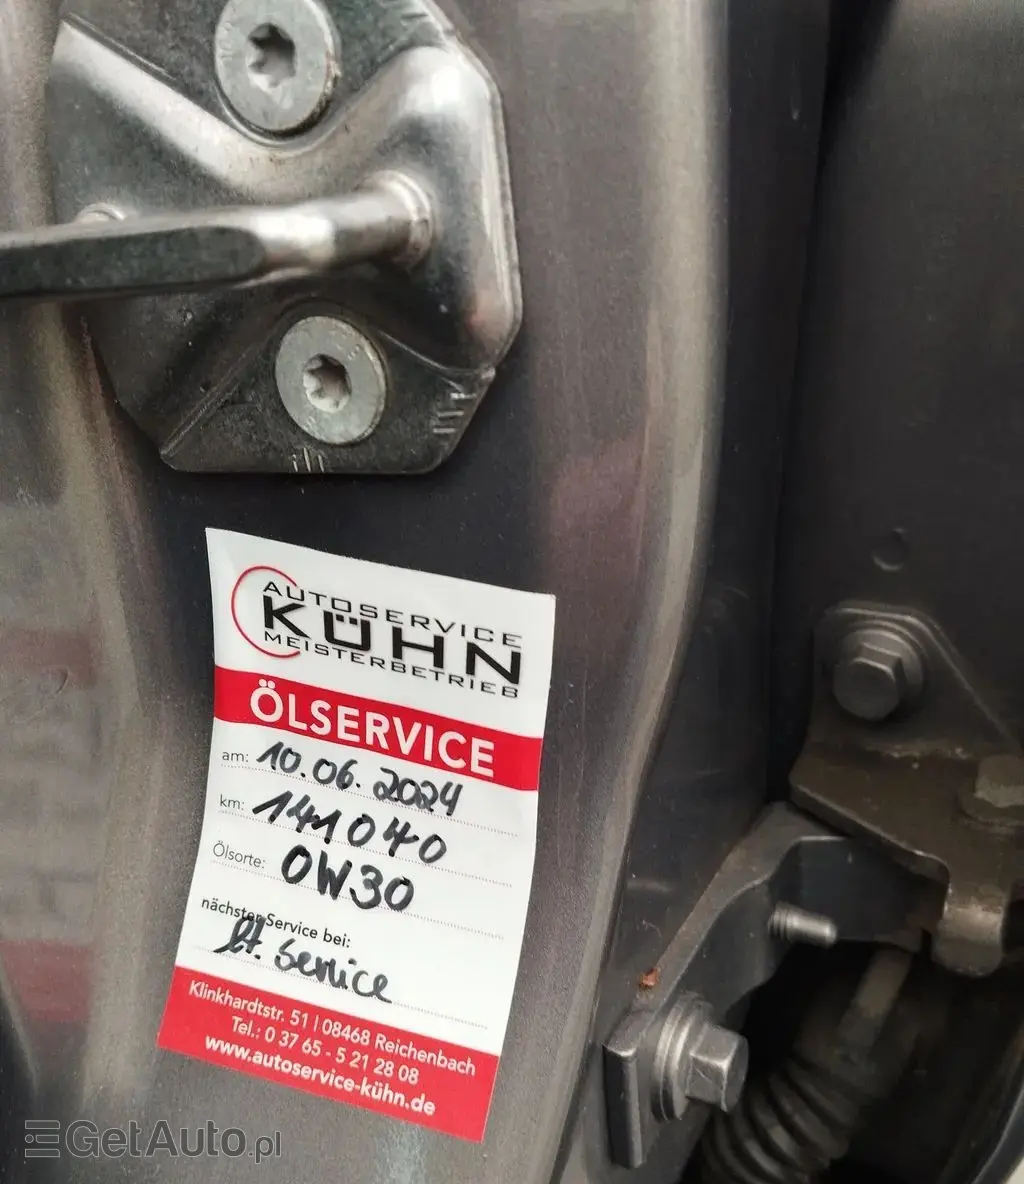 AUTOSERVICE
KÜHN
MEISTERBETRIEB
ÖLSERVICE
am: 10.06.2024
km: 141040
Ölsorte: 0W30
nächster Service bei:
lt. Service
Klinkhardtstr. 51 | 08468 Reichenbach
Tel.: 0 37 65 - 5 21 28 08
www.autoservice-kühn.de
GetAuto.pl